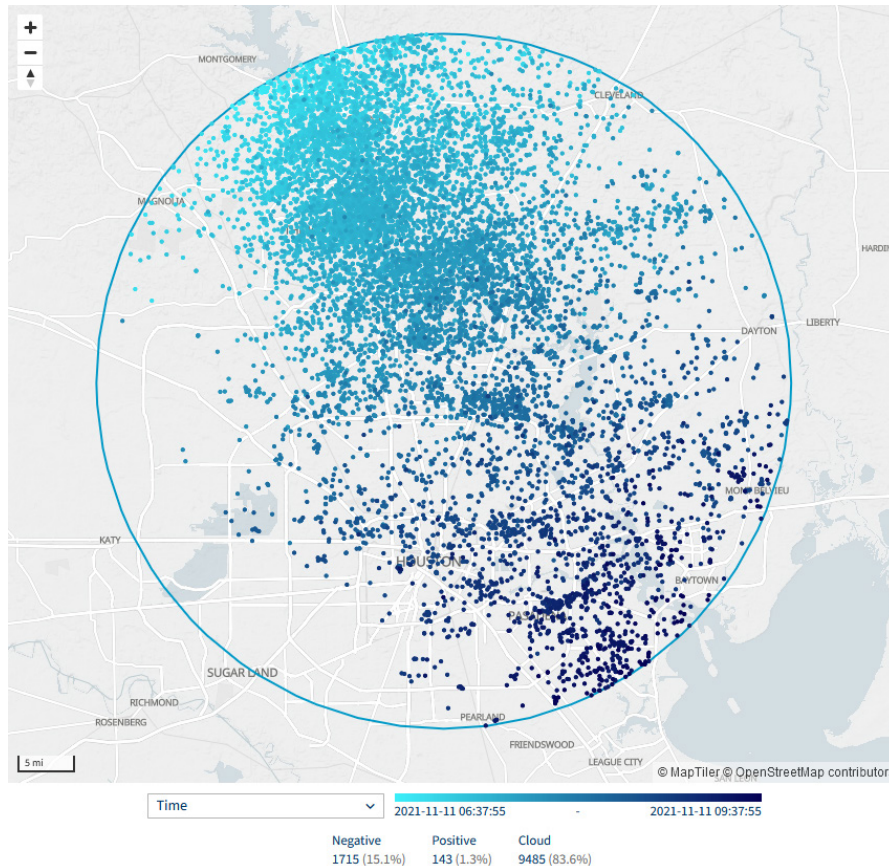 +
−
MONTGOMERY
CLEVELAND
MAGNOLIA
HARDIN
LIBERTY
DAYTON
MONT BELVIEU
KATY
HOUSTON
BAYTOWN
SUGAR LAND
RICHMOND
ROSENBERG
PEARLAND
FRIENDSWOOD
LEAGUE CITY
5 mi
© MapTiler © OpenStreetMap contributor
SAN LEON
Time
2021-11-11 06:37:55 - 2021-11-11 09:37:55
Negative Positive Cloud
1715 (15.1%) 143 (1.3%) 9485 (83.6%)